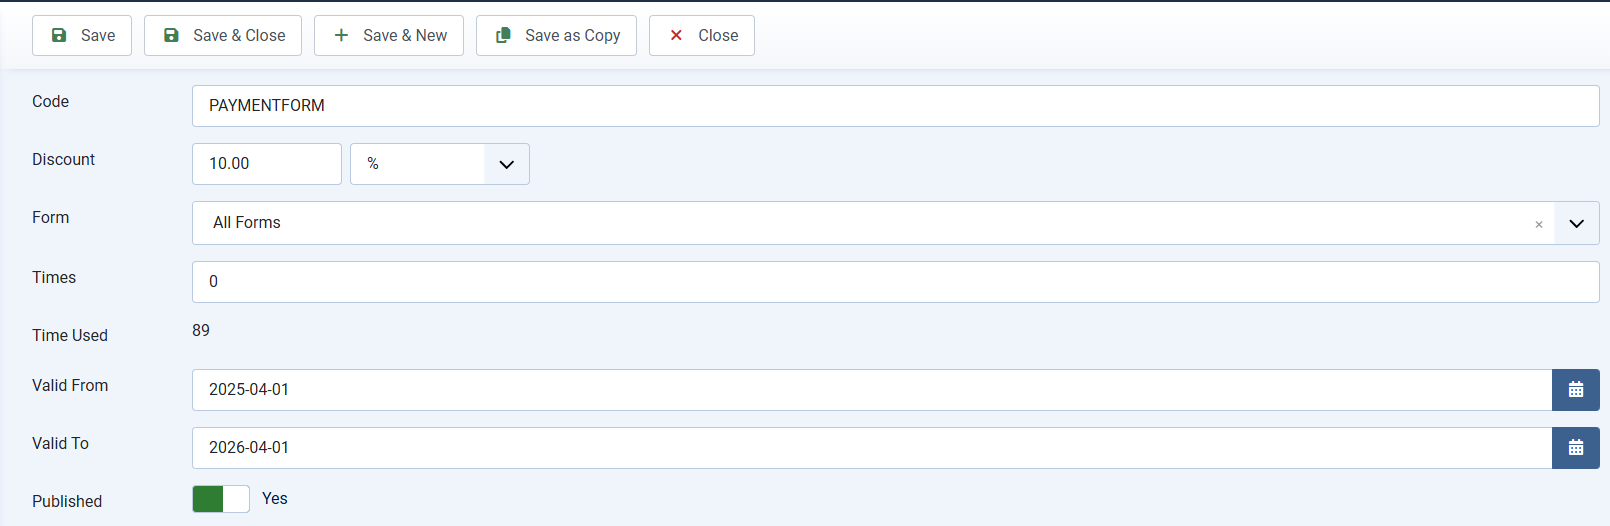 Save Save & Close Save & New Save as Copy Close
Code PAYMENTFORM
Discount 10.00 %
Form All Forms ×
Times 0
Time Used 89
Valid From 2025-04-01
Valid To 2026-04-01
Published Yes